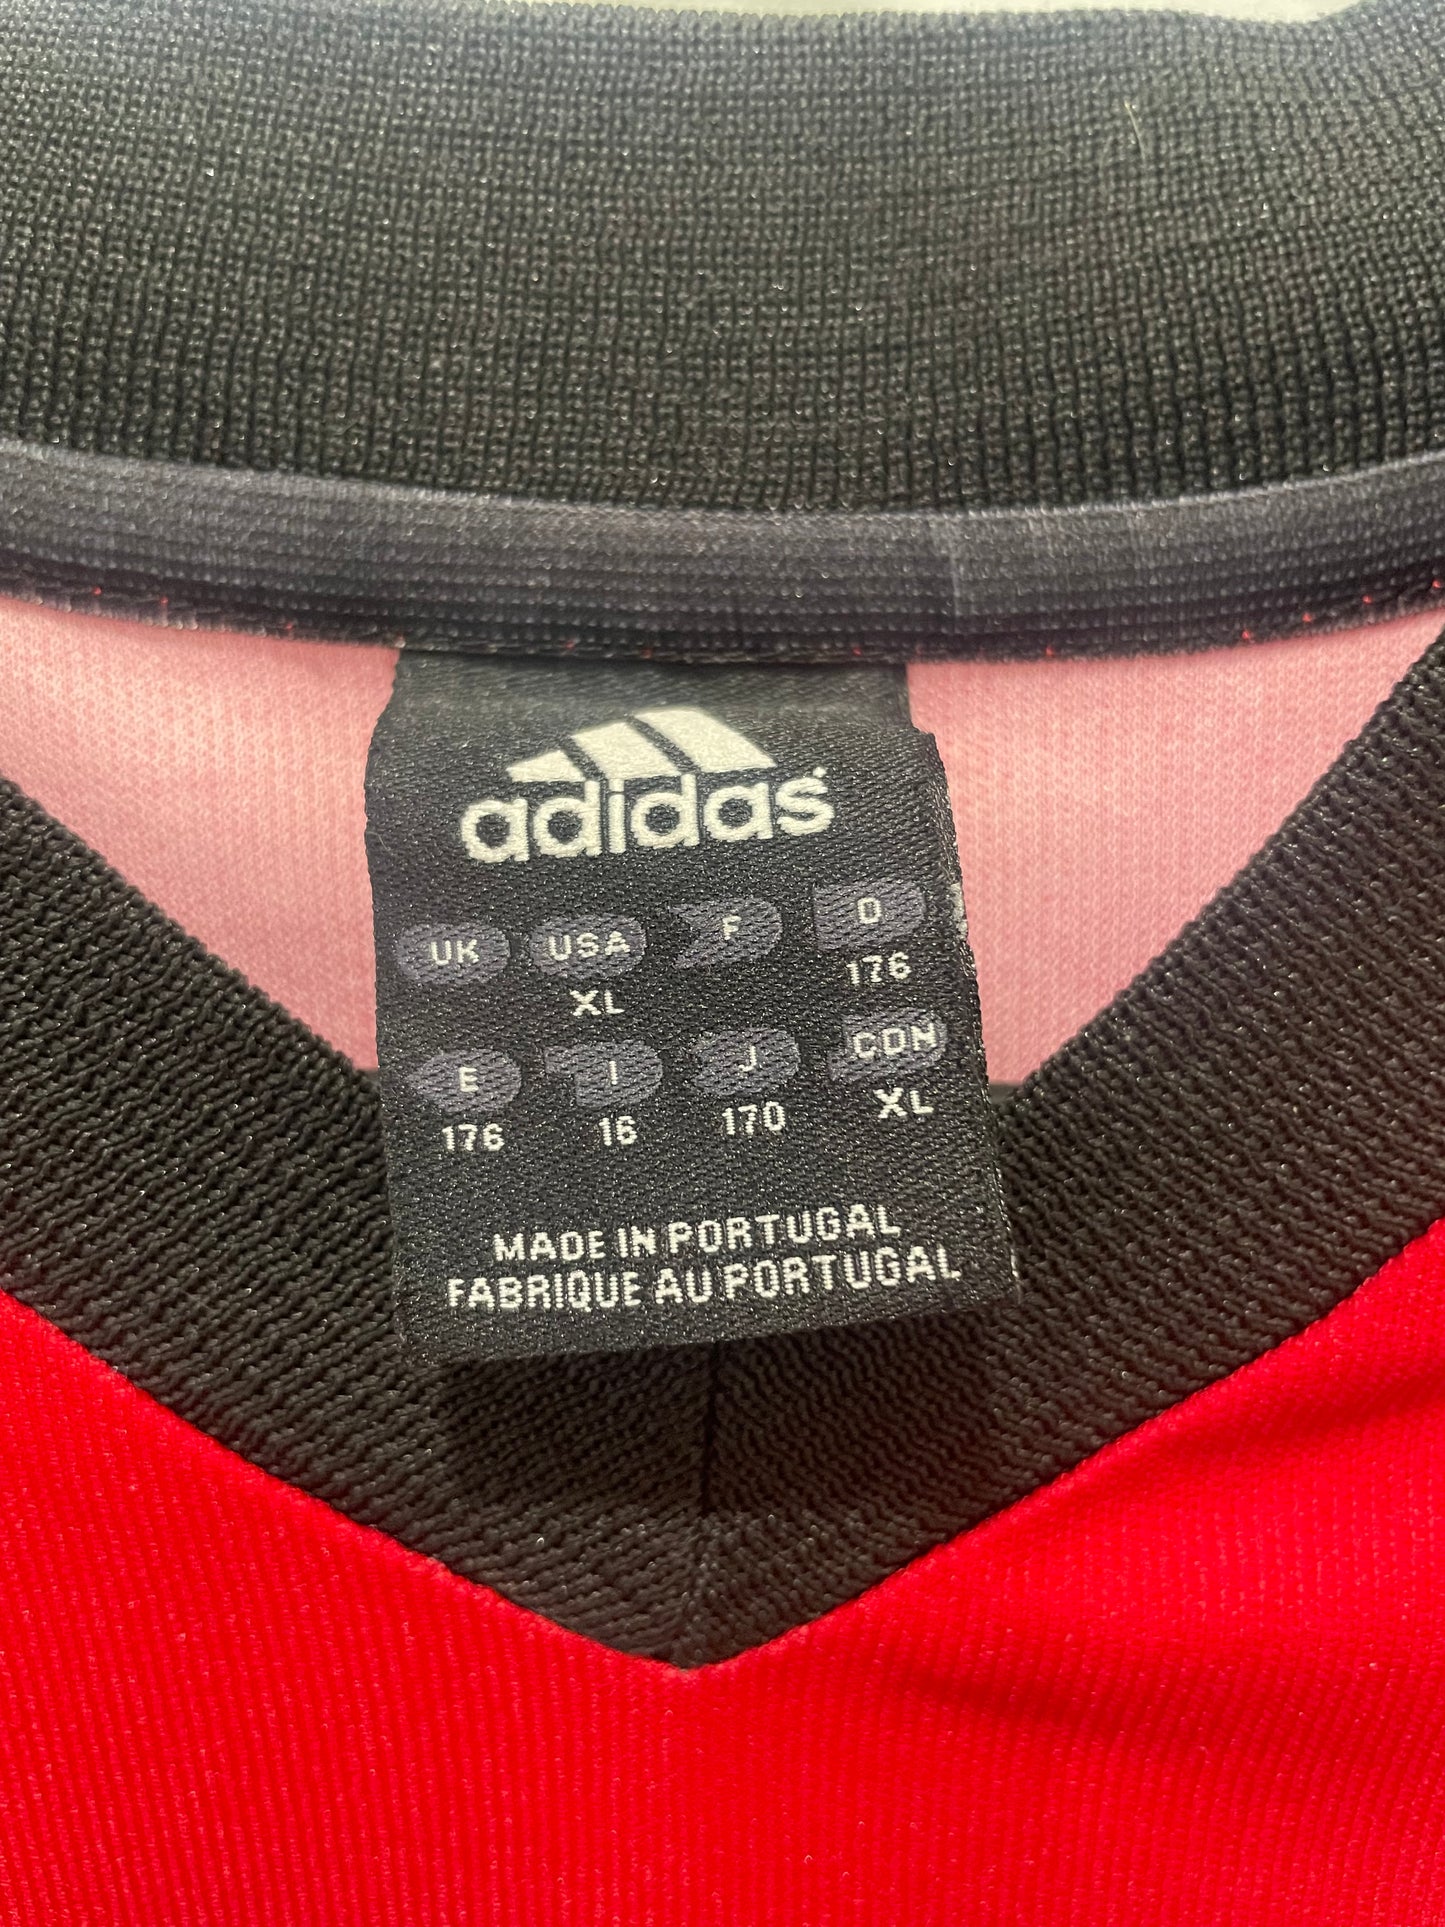 adidas
UK USA F D
XL 176
E I J CDN
176 16 170 XL
MADE IN PORTUGAL
FABRIQUE AU PORTUGAL